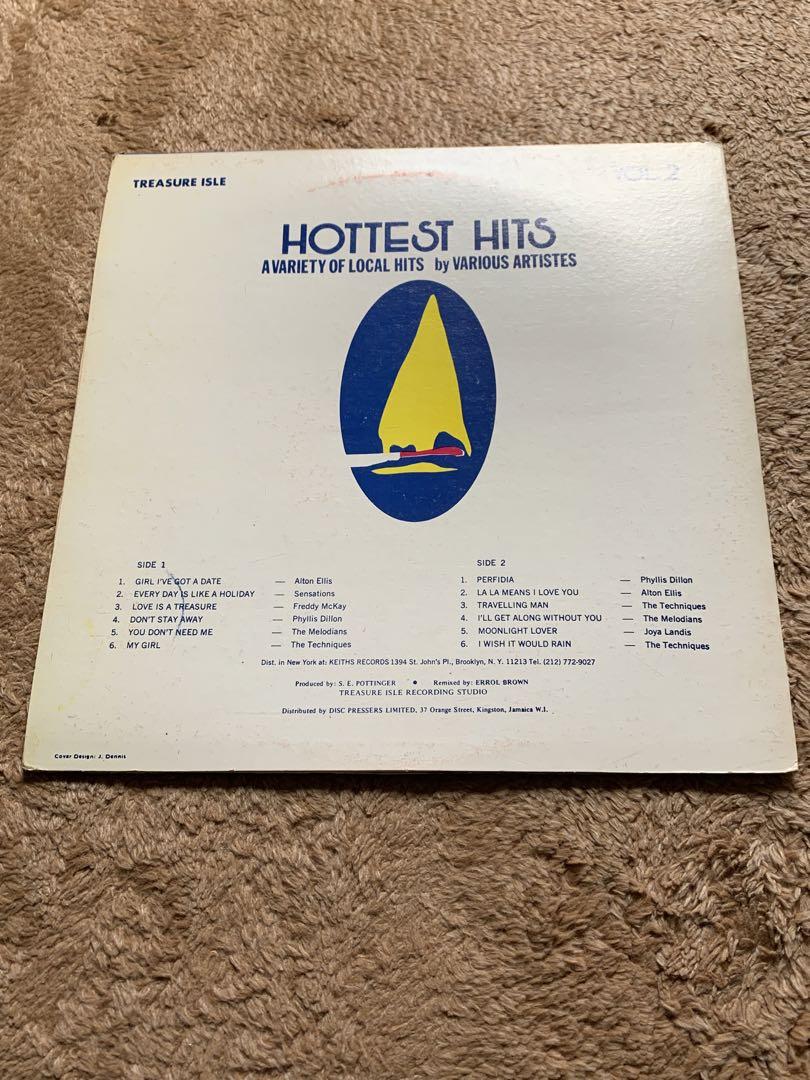 TREASURE ISLE
VOL. 2
HOTTEST HITS
A VARIETY OF LOCAL HITS by VARIOUS ARTISTES
SIDE 1
1. GIRL I'VE GOT A DATE — Alton Ellis
2. EVERY DAY IS LIKE A HOLIDAY — Sensations
3. LOVE IS A TREASURE — Freddy McKay
4. DON'T STAY AWAY — Phyllis Dillon
5. YOU DON'T NEED ME — The Melodians
6. MY GIRL — The Techniques
SIDE 2
1. PERFIDIA — Phyllis Dillon
2. LA LA MEANS I LOVE YOU — Alton Ellis
3. TRAVELLING MAN — The Techniques
4. I'LL GET ALONG WITHOUT YOU — The Melodians
5. MOONLIGHT LOVER — Joya Landis
6. I WISH IT WOULD RAIN — The Techniques
Dist. in New York at: KEITHS RECORDS 1394 St. John's Pl., Brooklyn, N. Y. 11213 Tel. (212) 772-9027
Produced by: S. E. POTTINGER • Remixed by: ERROL BROWN
TREASURE ISLE RECORDING STUDIO
Distributed by DISC PRESSERS LIMITED, 37 Orange Street, Kingston, Jamaica W.I.
Cover Design: J. Dennis